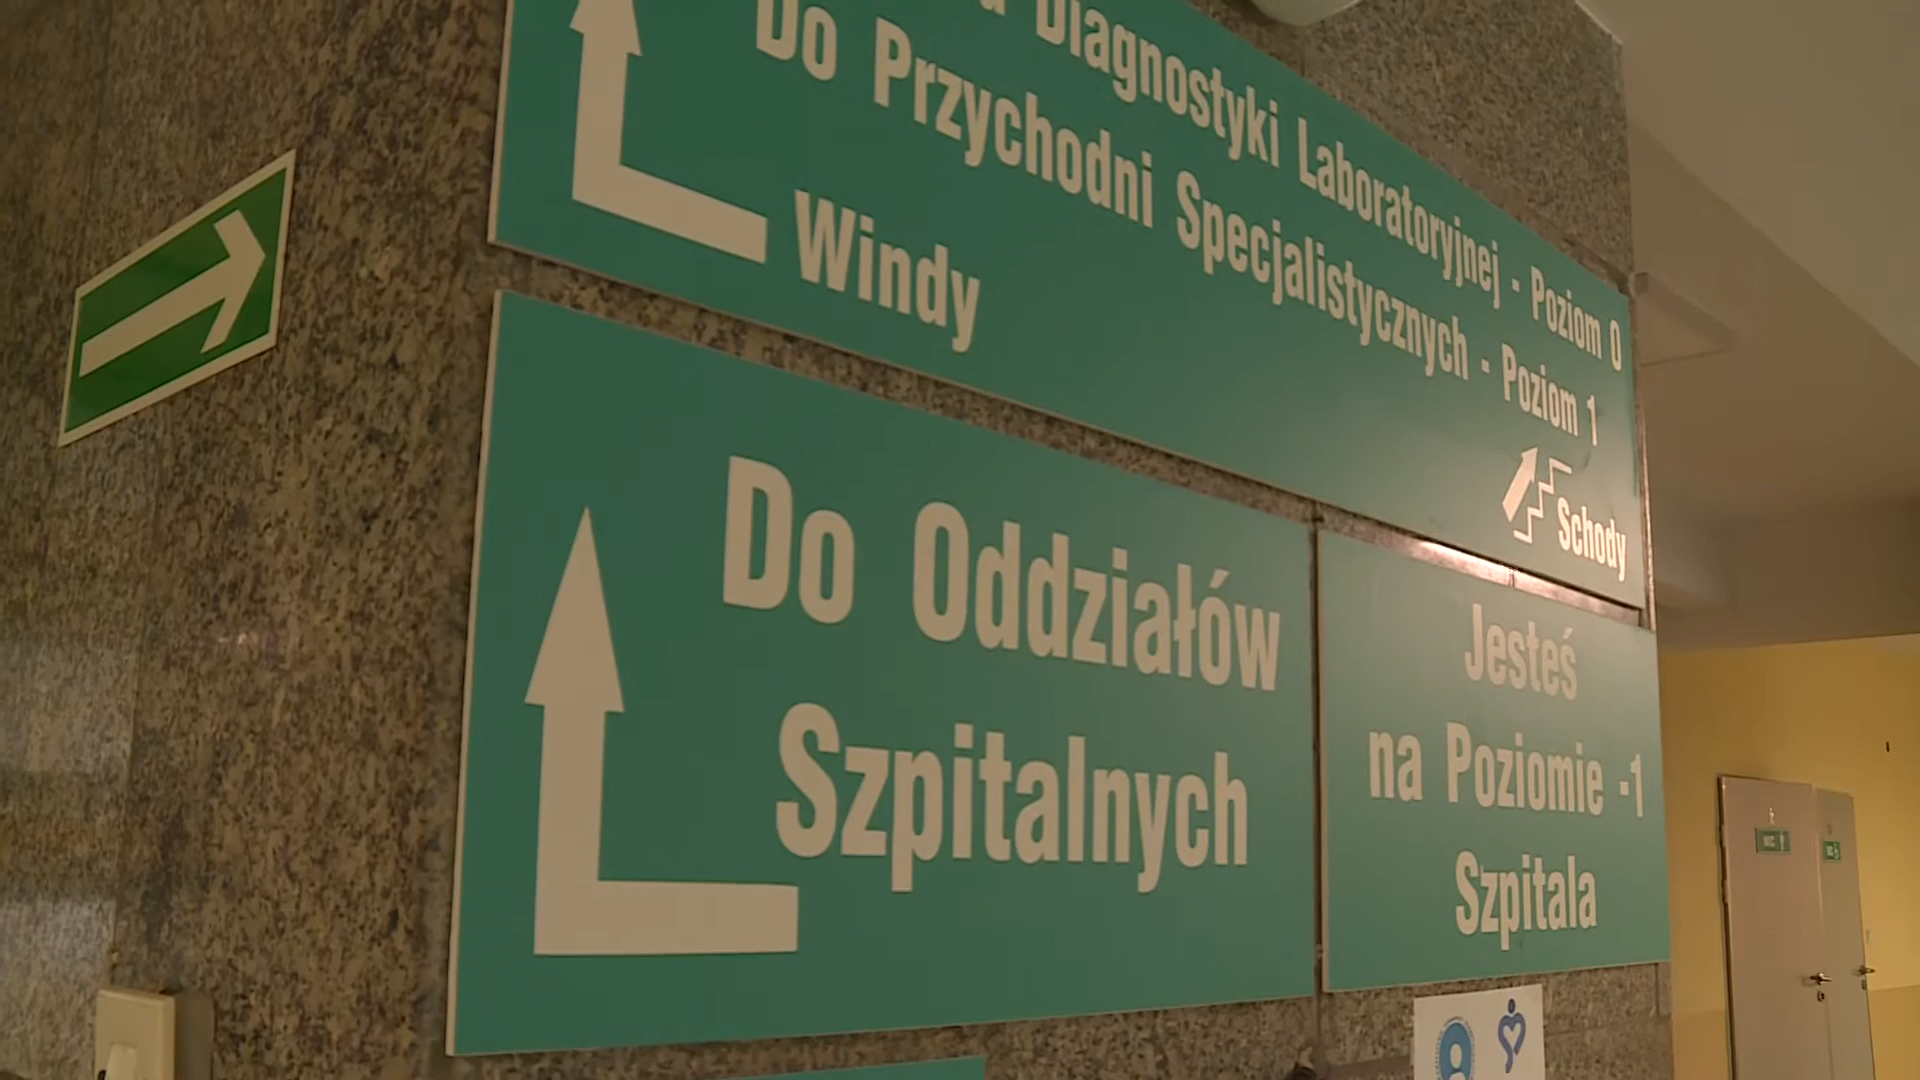 Diagnostyki Laboratoryjnej - Poziom 0
Do Przychodni Specjalistycznych - Poziom 1
Windy
Schody
Do Oddziałów
Szpitalnych
Jesteś
na Poziomie -1
Szpitala
WC